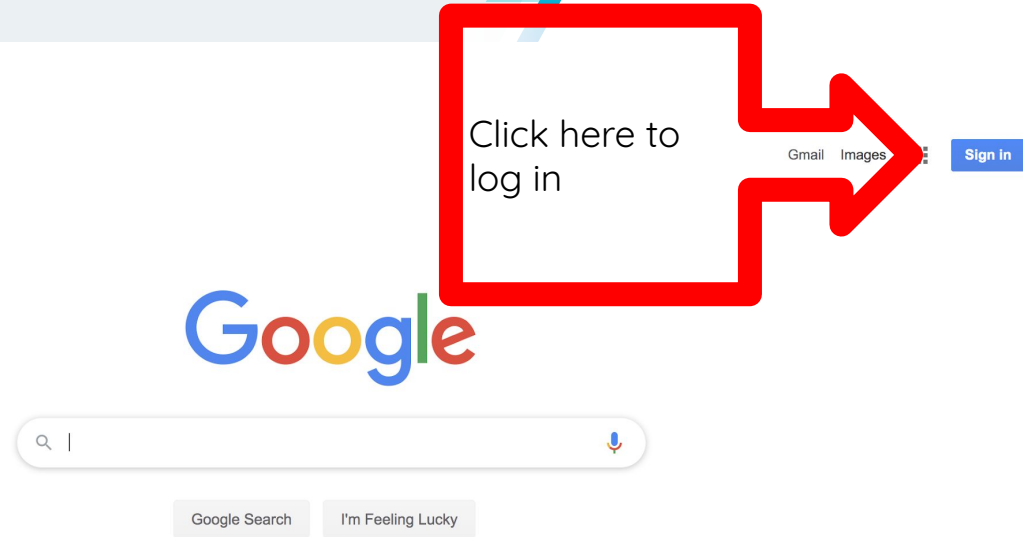 Click here to
log in
Gmail Images Sign in
Google
Google Search I'm Feeling Lucky